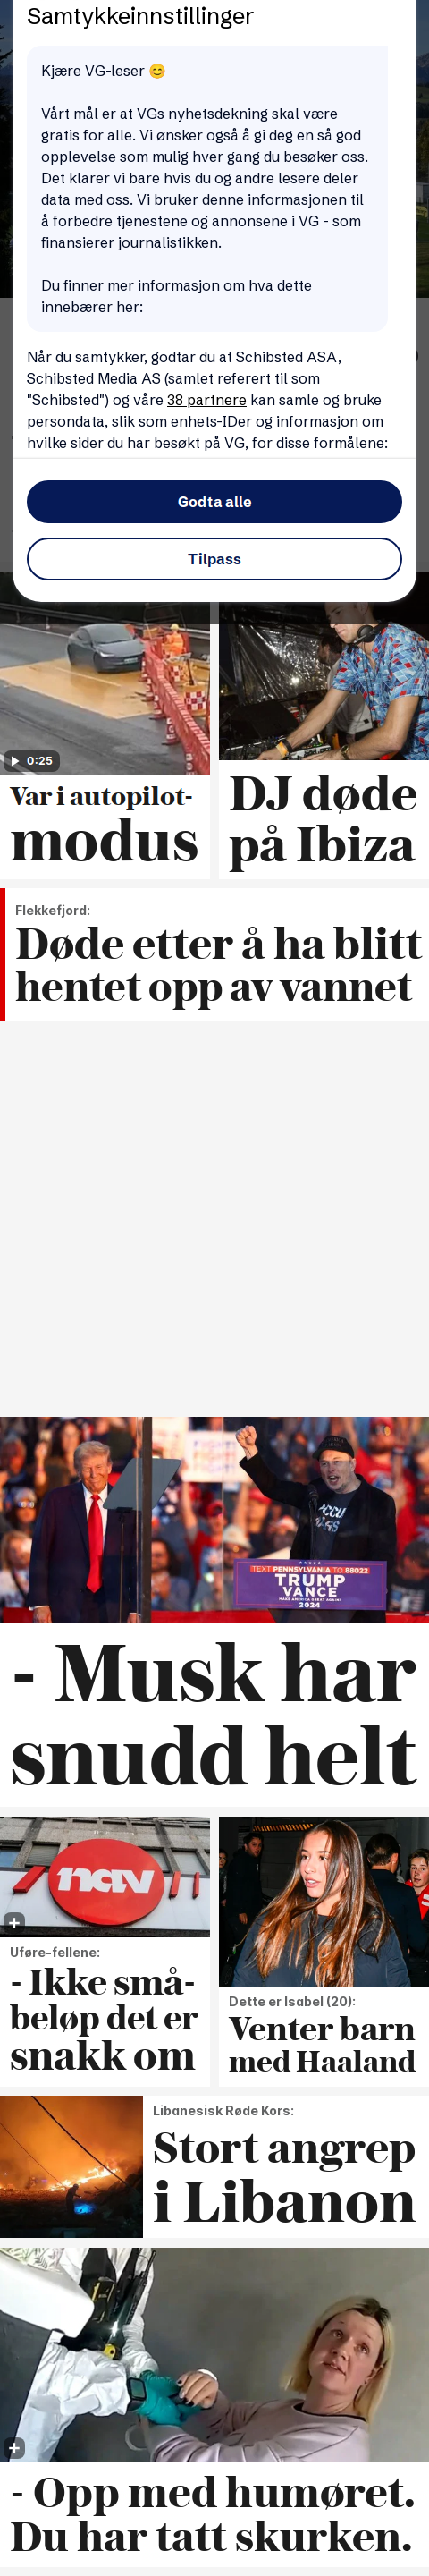 Samtykkeinnstillinger
Kjære VG-leser 😊
Vårt mål er at VGs nyhetsdekning skal være
gratis for alle. Vi ønsker også å gi deg en så god
opplevelse som mulig hver gang du besøker oss.
Det klarer vi bare hvis du og andre lesere deler
data med oss. Vi bruker denne informasjonen til
å forbedre tjenestene og annonsene i VG - som
finansierer journalistikken.
Du finner mer informasjon om hva dette
innebærer her:
Når du samtykker, godtar du at Schibsted ASA,
Schibsted Media AS (samlet referert til som
"Schibsted") og våre 38 partnere kan samle og bruke
persondata, slik som enhets-IDer og informasjon om
hvilke sider du har besøkt på VG, for disse formålene:
Godta alle
Tilpass
0:25
Var i autopilot-
modus
DJ døde
på Ibiza
Flekkefjord:
Døde etter å ha blitt
hentet opp av vannet
TEXT PENNSYLVANIA TO 88022
TRUMP
VANCE
MAKE AMERICA GREAT AGAIN!
2024
- Musk har
snudd helt
nav
Uføre-fellene:
- Ikke små-
beløp det er
snakk om
Dette er Isabel (20):
Venter barn
med Haaland
Libanesisk Røde Kors:
Stort angrep
i Libanon
- Opp med humøret.
Du har tatt skurken.